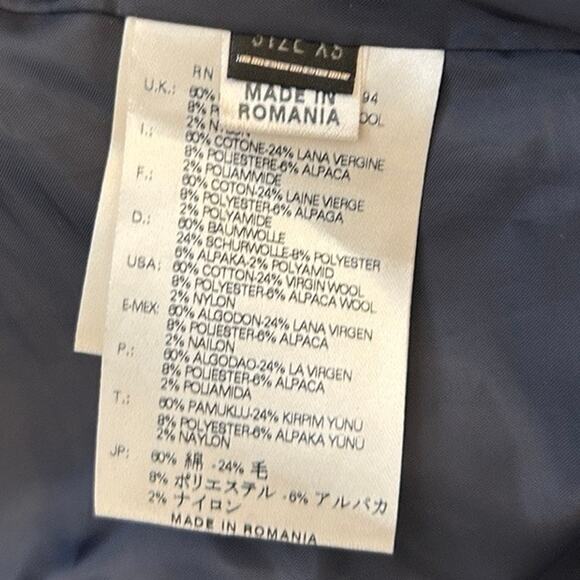 SIZE XS
MADE IN
ROMANIA
RN 94
U.K.: 60% OOL
8% P
2% NYLON
I.: 60% COTONE-24% LANA VERGINE
8% POLIESTERE-6% ALPACA
2% POLIAMMIDE
F.: 60% COTON-24% LAINE VIERGE
8% POLYESTER-6% ALPAGA
2% POLYAMIDE
D.: 60% BAUMWOLLE
24% SCHURWOLLE-8% POLYESTER
6% ALPAKA-2% POLYAMID
USA: 60% COTTON-24% VIRGIN WOOL
8% POLYESTER-6% ALPACA WOOL
2% NYLON
E-MEX: 60% ALGODON-24% LANA VIRGEN
8% POLIESTER-6% ALPACA
2% NAILON
P.: 60% ALGODAO-24% LA VIRGEN
8% POLIESTER-6% ALPACA
2% POLIAMIDA
T.: 60% PAMUKLU-24% KIRPIM YUNU
8% POLYESTER-6% ALPAKA YUNU
2% NAYLON
JP: 60% 綿 -24% 毛
8% ポリエステル -6% アルパカ
2% ナイロン
MADE IN ROMANIA